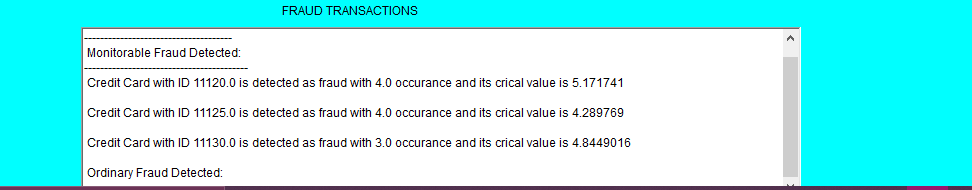 FRAUD TRANSACTIONS
-------------------------------------
Monitorable Fraud Detected:
-----------------------------------------
Credit Card with ID 11120.0 is detected as fraud with 4.0 occurance and its crical value is 5.171741
Credit Card with ID 11125.0 is detected as fraud with 4.0 occurance and its crical value is 4.289769
Credit Card with ID 11130.0 is detected as fraud with 3.0 occurance and its crical value is 4.8449016
Ordinary Fraud Detected: